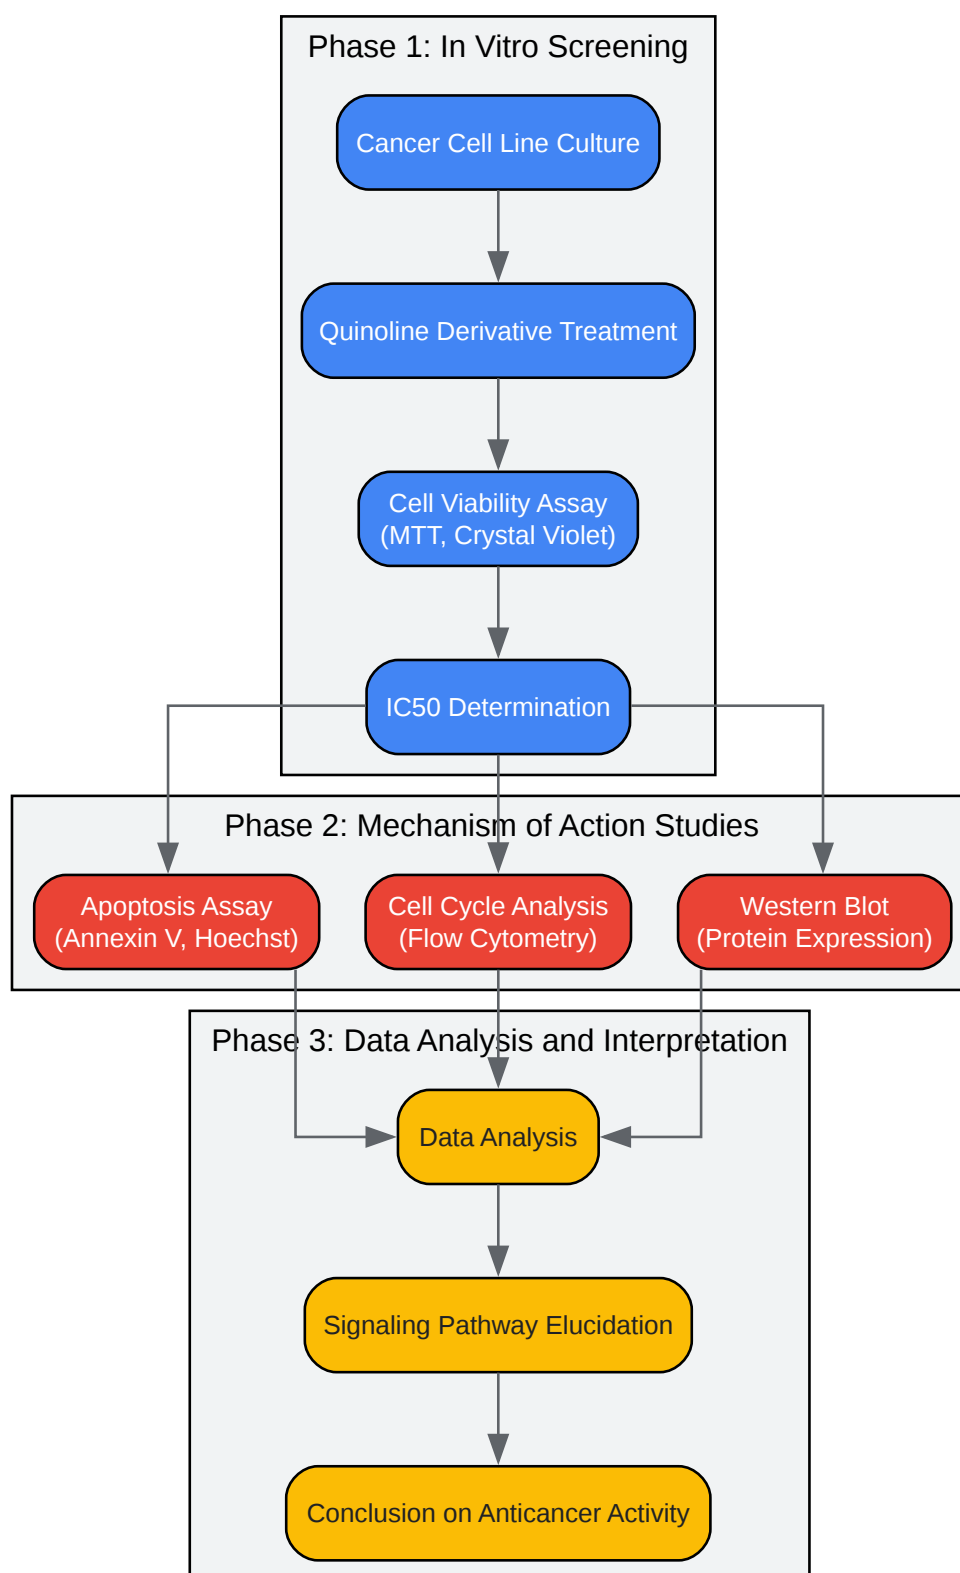 Phase 1: In Vitro Screening
Cancer Cell Line Culture
Quinoline Derivative Treatment
Cell Viability Assay
(MTT, Crystal Violet)
IC50 Determination
Phase 2: Mechanism of Action Studies
Apoptosis Assay
(Annexin V, Hoechst)
Cell Cycle Analysis
(Flow Cytometry)
Western Blot
(Protein Expression)
Phase 3: Data Analysis and Interpretation
Data Analysis
Signaling Pathway Elucidation
Conclusion on Anticancer Activity